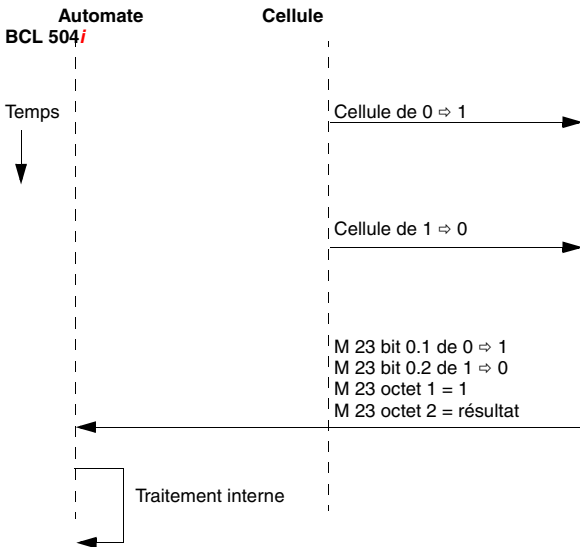 Automate Cellule
BCL 504i
Temps
Cellule de 0 ⇨ 1
Cellule de 1 ⇨ 0
M 23 bit 0.1 de 0 ⇨ 1
M 23 bit 0.2 de 1 ⇨ 0
M 23 octet 1 = 1
M 23 octet 2 = résultat
Traitement interne